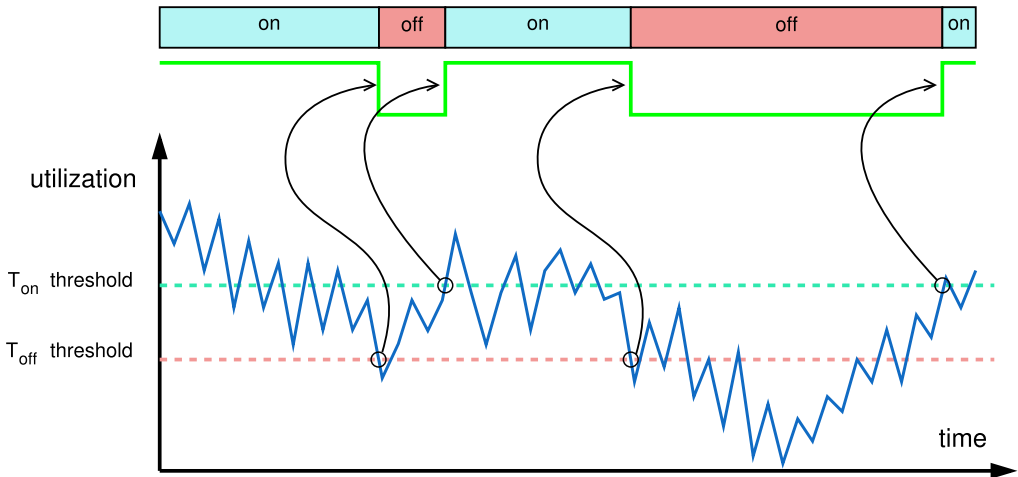 on off on off on
utilization
Ton threshold
Toff threshold
time